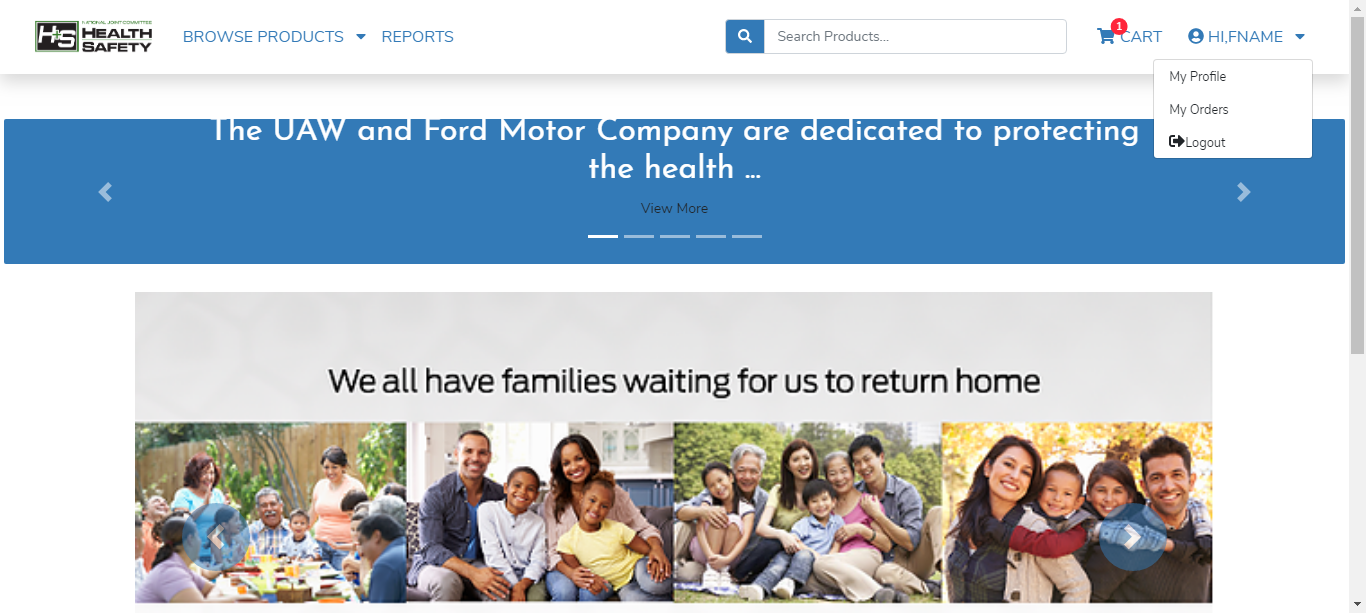 NATIONAL JOINT COMMITTEE
H+S HEALTH
SAFETY
BROWSE PRODUCTS
REPORTS
Search Products...
1
CART
HI,FNAME
My Profile
My Orders
Logout
The UAW and Ford Motor Company are dedicated to protecting
the health ...
View More
We all have families waiting for us to return home